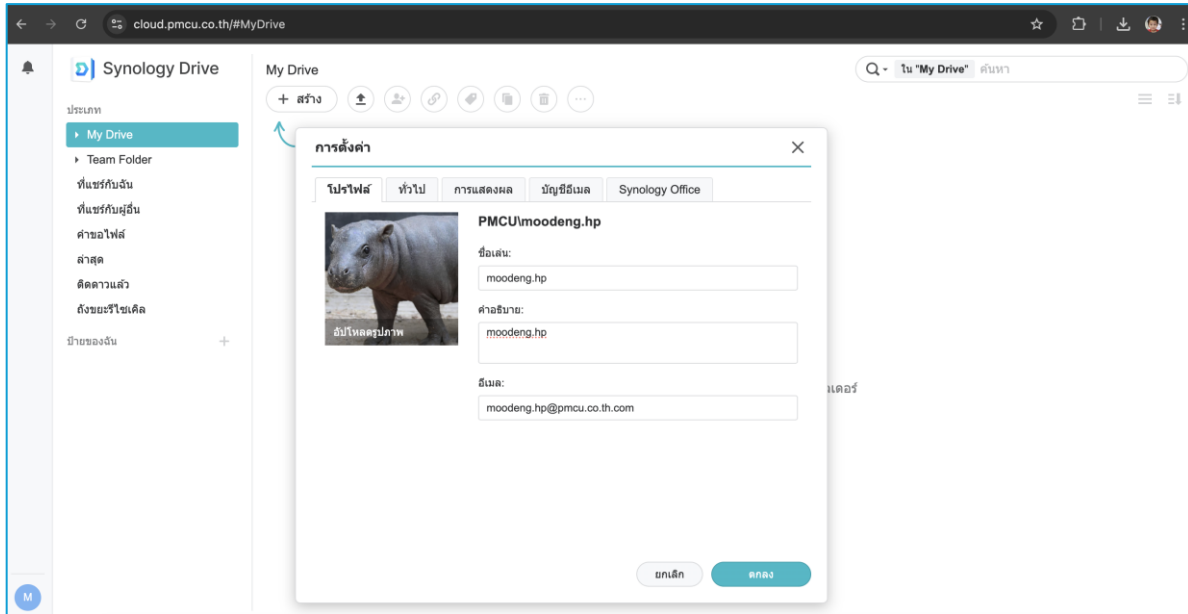 cloud.pmcu.co.th/#MyDrive
Synology Drive
ประเภท
My Drive
Team Folder
ที่แชร์กับฉัน
ที่แชร์กับผู้อื่น
คำขอไฟล์
ล่าสุด
ติดดาวแล้ว
ถังขยะรีไซเคิล
ป้ายของฉัน
M
My Drive
ใน "My Drive" ค้นหา
สร้าง
การตั้งค่า
โปรไฟล์ ทั่วไป การแสดงผล บัญชีอีเมล Synology Office
อัปโหลดรูปภาพ
PMCU\moodeng.hp
ชื่อเล่น:
moodeng.hp
คำอธิบาย:
moodeng.hp
อีเมล:
moodeng.hp@pmcu.co.th.com
ยกเลิก ตกลง
วเตอร์